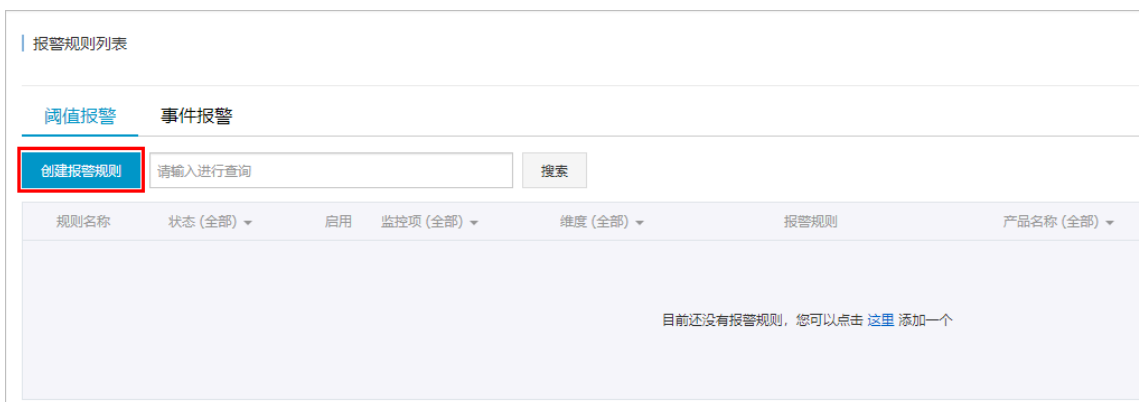 报警规则列表
阈值报警 事件报警
创建报警规则 请输入进行查询 搜索
规则名称 状态 (全部) 启用 监控项 (全部) 维度 (全部) 报警规则 产品名称 (全部)
目前还没有报警规则，您可以点击 这里 添加一个